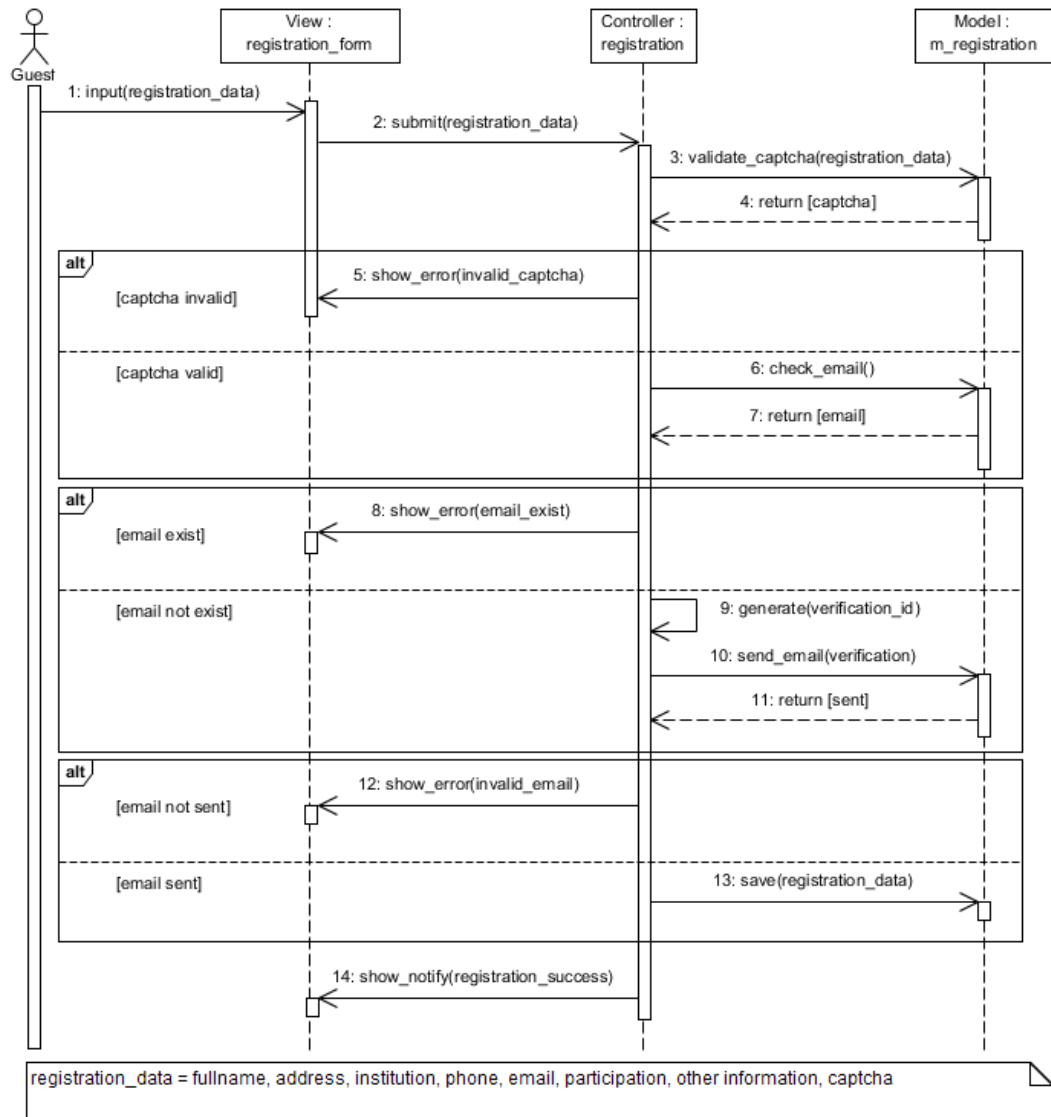 View :
registration_form
Controller :
registration
Model :
m_registration
Guest
1: input(registration_data)
2: submit(registration_data)
3: validate_captcha(registration_data)
4: return [captcha]
alt
5: show_error(invalid_captcha)
[captcha invalid]
[captcha valid]
6: check_email()
7: return [email]
alt
8: show_error(email_exist)
[email exist]
[email not exist]
9: generate(verification_id)
10: send_email(verification)
11: return [sent]
alt
12: show_error(invalid_email)
[email not sent]
[email sent]
13: save(registration_data)
14: show_notify(registration_success)
registration_data = fullname, address, institution, phone, email, participation, other information, captcha